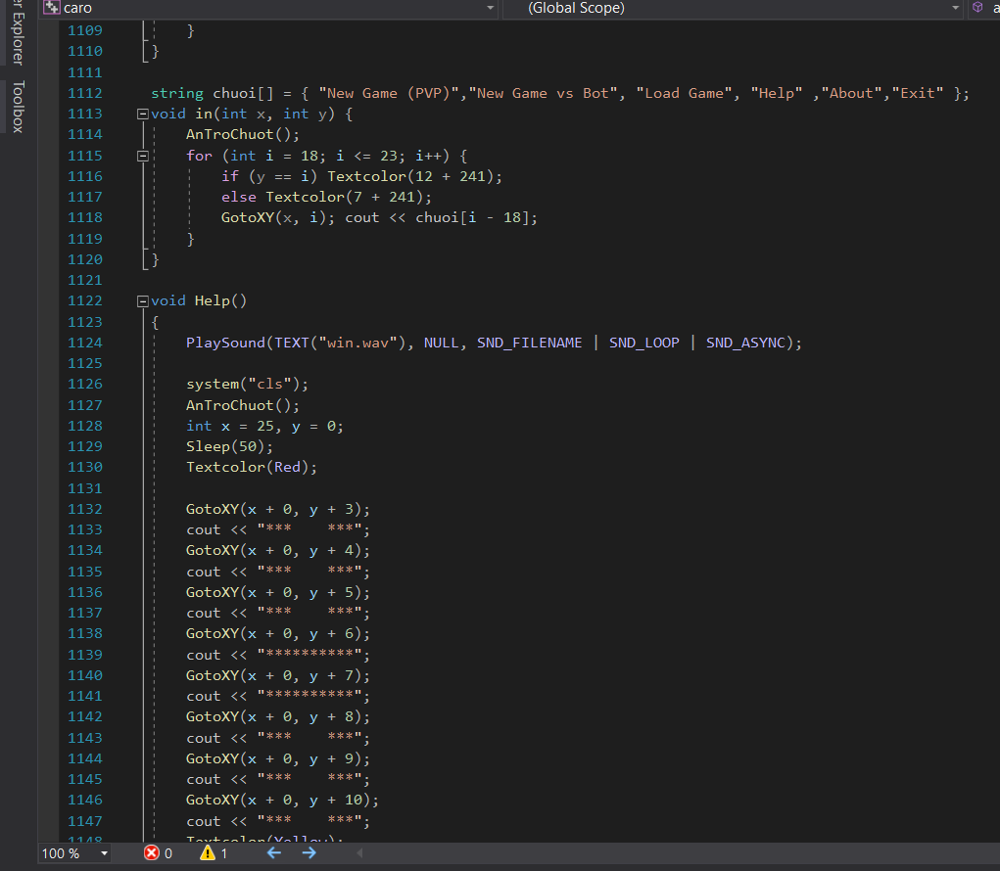 er Explorer
Toolbox
caro
(Global Scope)
a
1109 }
1110 }
1111
1112 string chuoi[] = { "New Game (PVP)","New Game vs Bot", "Load Game", "Help" ,"About","Exit" };
1113 void in(int x, int y) {
1114 AnTroChuot();
1115 for (int i = 18; i <= 23; i++) {
1116 if (y == i) Textcolor(12 + 241);
1117 else Textcolor(7 + 241);
1118 GotoXY(x, i); cout << chuoi[i - 18];
1119 }
1120 }
1121
1122 void Help()
1123 {
1124 PlaySound(TEXT("win.wav"), NULL, SND_FILENAME | SND_LOOP | SND_ASYNC);
1125
1126 system("cls");
1127 AnTroChuot();
1128 int x = 25, y = 0;
1129 Sleep(50);
1130 Textcolor(Red);
1131
1132 GotoXY(x + 0, y + 3);
1133 cout << "***    ***";
1134 GotoXY(x + 0, y + 4);
1135 cout << "***    ***";
1136 GotoXY(x + 0, y + 5);
1137 cout << "***    ***";
1138 GotoXY(x + 0, y + 6);
1139 cout << "**********";
1140 GotoXY(x + 0, y + 7);
1141 cout << "**********";
1142 GotoXY(x + 0, y + 8);
1143 cout << "***    ***";
1144 GotoXY(x + 0, y + 9);
1145 cout << "***    ***";
1146 GotoXY(x + 0, y + 10);
1147 cout << "***    ***";
1148 Textcolor(Yellow);
100 % 0 1